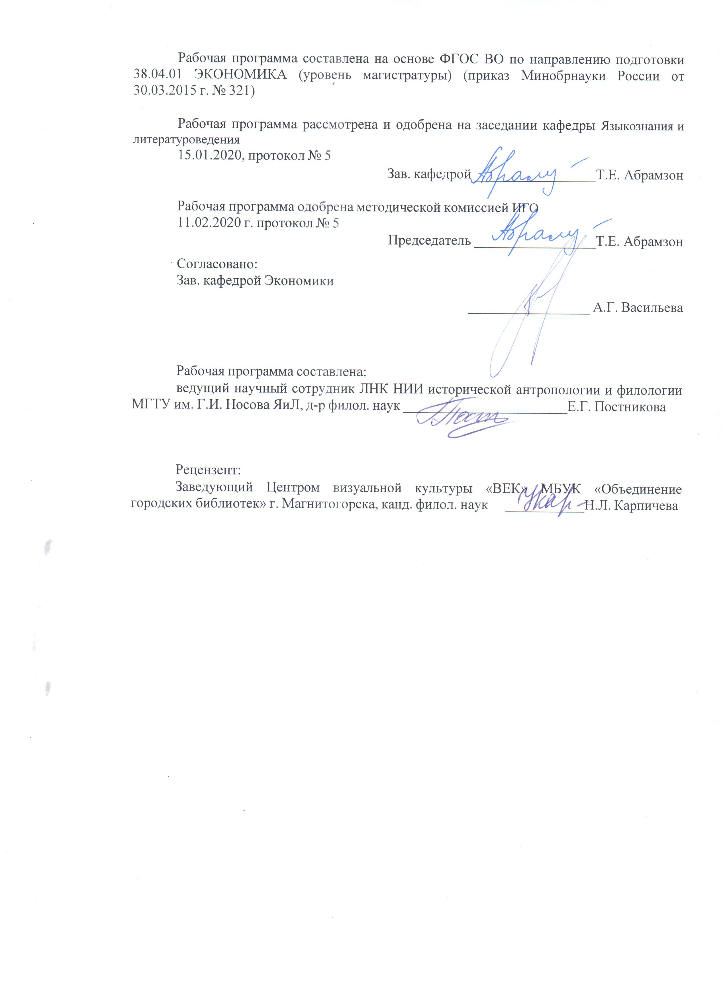 Рабочая программа составлена на основе ФГОС ВО по направлению подготовки
38.04.01 ЭКОНОМИКА (уровень магистратуры) (приказ Минобрнауки России от
30.03.2015 г. № 321)
Рабочая программа рассмотрена и одобрена на заседании кафедры Языкознания и
литературоведения
15.01.2020, протокол № 5
Зав. кафедрой Т.Е. Абрамзон
Рабочая программа одобрена методической комиссией ИГО
11.02.2020 г. протокол № 5
Председатель Т.Е. Абрамзон
Согласовано:
Зав. кафедрой Экономики
А.Г. Васильева
Рабочая программа составлена:
ведущий научный сотрудник ЛНК НИИ исторической антропологии и филологии
МГТУ им. Г.И. Носова ЯиЛ, д-р филол. наук Е.Г. Постникова
Рецензент:
Заведующий Центром визуальной культуры «ВЕК» МБУК «Объединение
городских библиотек» г. Магнитогорска, канд. филол. наук Н.Л. Карпичева